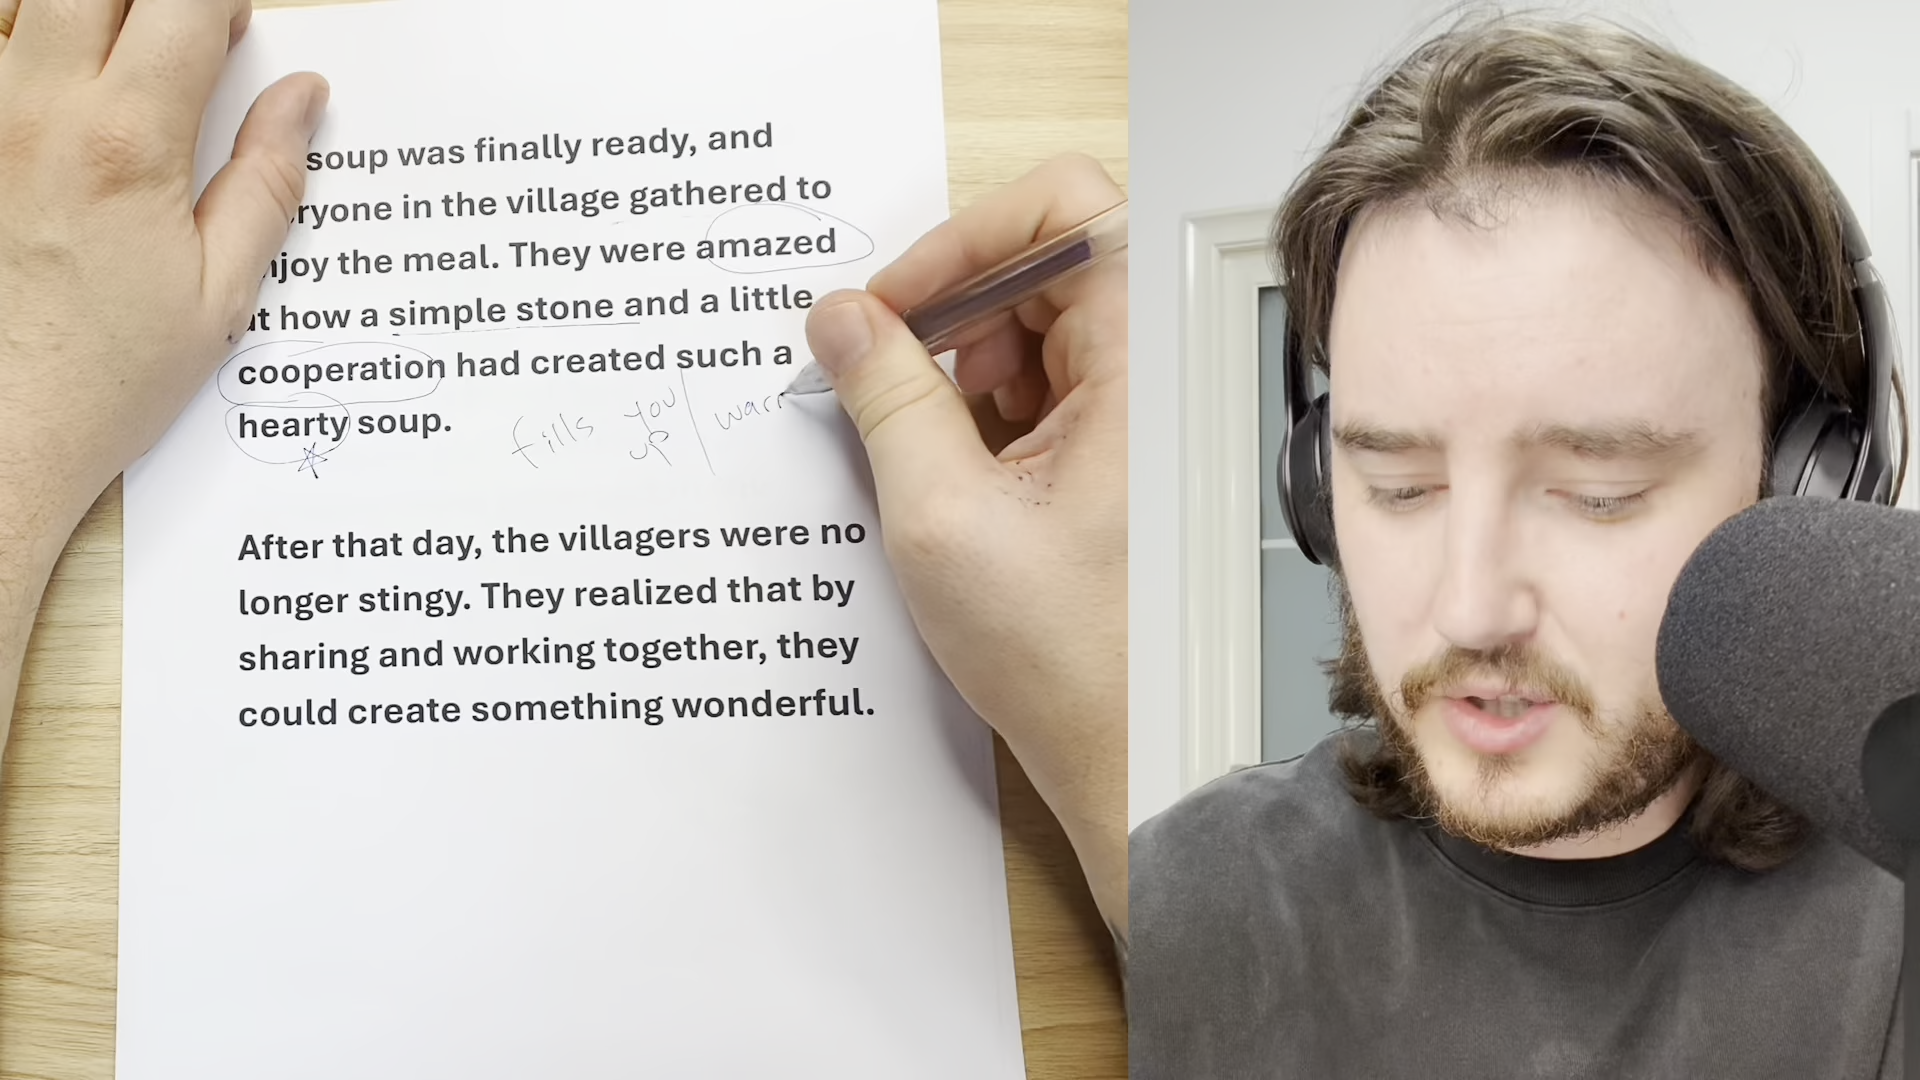 soup was finally ready, and
ryone in the village gathered to
joy the meal. They were amazed
t how a simple stone and a little
cooperation had created such a
hearty soup.
fills you
up
warm
After that day, the villagers were no
longer stingy. They realized that by
sharing and working together, they
could create something wonderful.